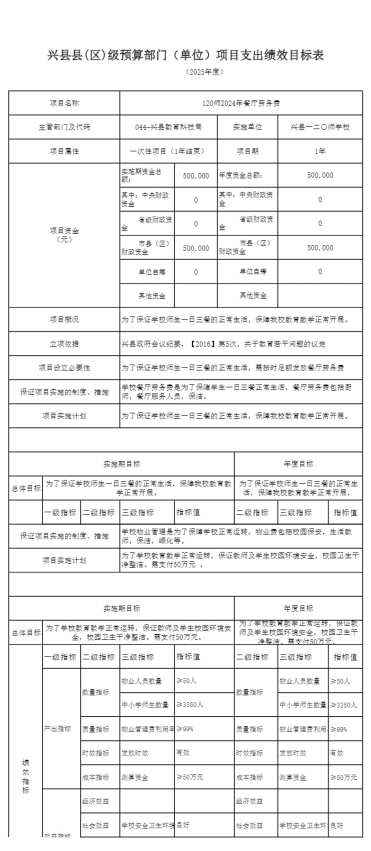 兴县县(区)级预算部门（单位）项目支出绩效目标表
（2025年度）
项目名称 120师2024年餐厅劳务费
主管部门及代码 044-兴县教育科技局 实施单位 兴县一二〇师学校
项目属性 一次性项目（1年结束） 项目期 1年
项目资金（元） 实施期资金总额： 500,000 年度资金总额： 500,000
其中：中央财政资金 0 其中：中央财政资金 0
省级财政资金 0 省级财政资金 0
市县（区）财政资金 500,000 市县（区）财政资金 500,000
单位自筹 0 单位自筹 0
其他资金 其他资金
项目概况 为了保证学校师生一日三餐的正常生活，保障我校教育教学正常开展。
立项依据 兴县政府会议纪要，【2016】第5次，关于教育若干问题的议定
项目设立必要性 为了保证学校师生一日三餐的正常生活，需按时足额发放餐厅劳务费
保证项目实施的制度、措施 学校餐厅劳务费是为了保障学生一日三餐正常生活，餐厅劳务费包括厨师，餐厅服务人员，保洁。
项目实施计划 为了保证学校师生一日三餐的正常生活，保障我校教育教学正常开展。
实施期目标 年度目标
总体目标 为了保证学校师生一日三餐的正常生活，保障我校教育教学正常开展。 为了保证学校师生一日三餐的正常生活，保障我校教育教学正常开展。
一级指标 二级指标 三级指标 指标值 二级指标 三级指标 指标值
保证项目实施的制度、措施 学校物业管理是为了保障学校正常运转，物业费包括校园保安，生活教师，保洁，绿化等。
项目实施计划 为了学校教育教学正常运转，保证教师及学生校园环境安全，校园卫生干净整洁。需支付50万元 。
实施期目标 年度目标
总体目标 为了学校教育教学正常运转，保证教师及学生校园环境安全，校园卫生干净整洁。需支付50万元。 为了学校教育教学正常运转，保证教师及学生校园环境安全，校园卫生干净整洁。需支付50万元。
一级指标 二级指标 三级指标 指标值 二级指标 三级指标 指标值
绩效指标 产出指标 数量指标 物业人员数量 ≥50人 数量指标 物业人员数量 ≥50人
中小学师生数量 ≥3350人 中小学师生数量 ≥3350人
质量指标 物业管理费利用率 ≥99% 质量指标 物业管理费利用 ≥99%
时效指标 发放时效 有效 时效指标 发放时效 有效
成本指标 测算资金 ≥50万元 成本指标 测算资金 ≥50万元
经济效益 经济效益
效益指标 社会效益 学校安全卫生环 良好 社会效益 学校安全卫生环 良好